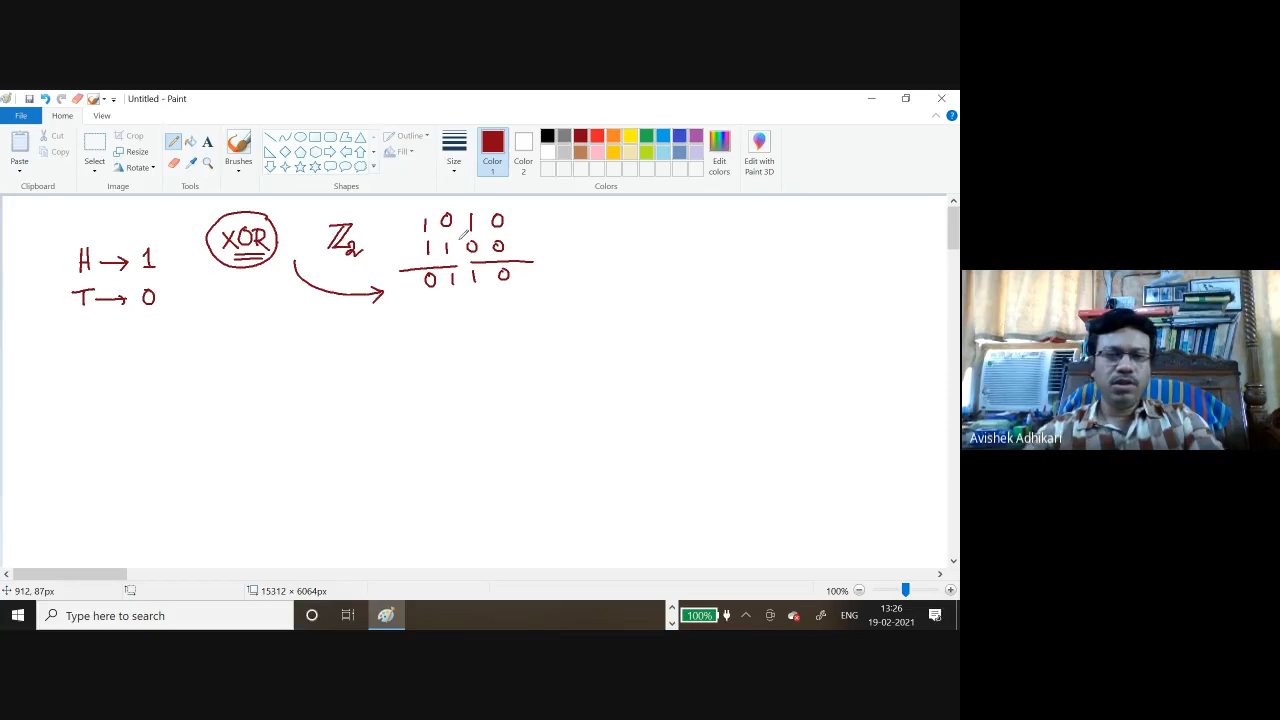 Untitled - Paint
File Home View
Cut
Copy
Paste
Clipboard
Crop
Resize
Rotate
Select
Image
Tools
Brushes
Outline
Fill
Shapes
Size
Color 1
Color 2
Edit colors
Edit with Paint 3D
Colors
H → 1
T → 0
XOR
ℤ2
1 0 1 0
1 1 0 0
0 1 1 0
Avishek Adhikari
912, 87px
15312 × 6064px
100%
Type here to search
100%
ENG
13:26
19-02-2021